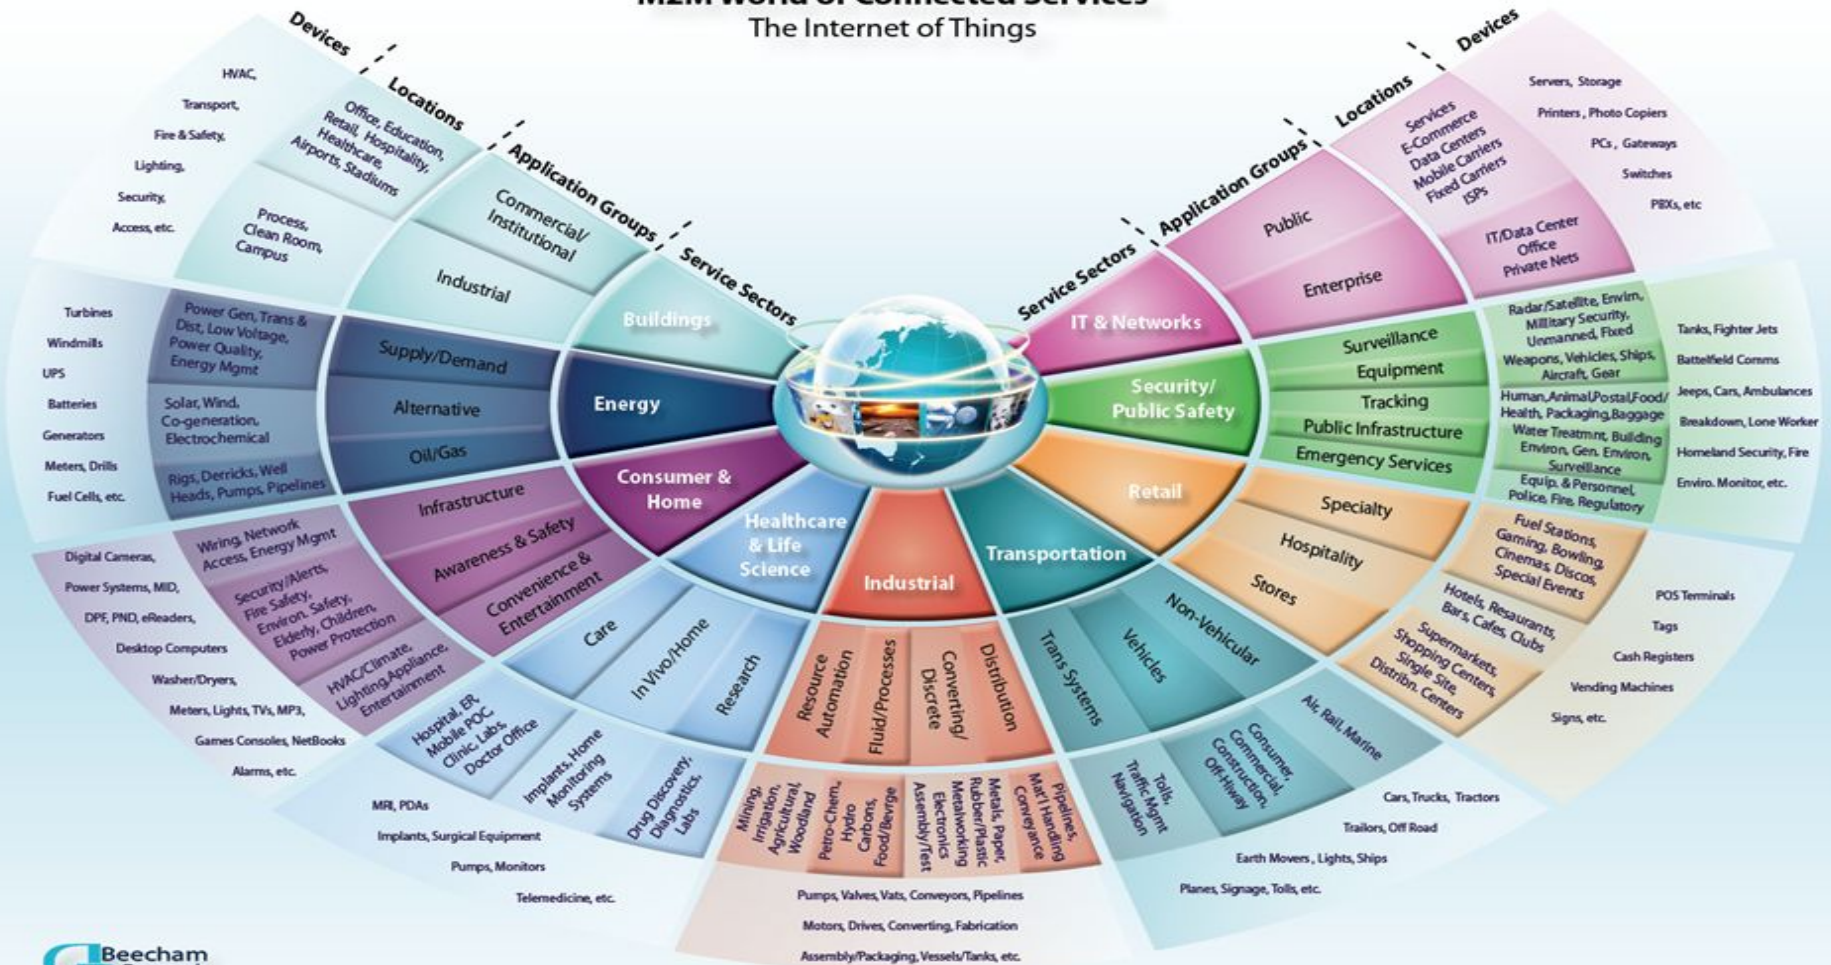 M2M World of Connected Services
The Internet of Things
Devices
Locations
Application Groups
Service Sectors
HVAC,
Transport,
Fire & Safety,
Lighting,
Security,
Access, etc.
Office, Education,
Retail, Hospitality,
Healthcare,
Airports, Stadiums
Process,
Clean Room,
Campus
Commercial/
Institutional
Industrial
Buildings
Turbines
Windmills
UPS
Batteries
Generators
Meters, Drills
Fuel Cells, etc.
Power Gen, Trans &
Dist, Low Voltage,
Power Quality,
Energy Mgmt
Solar, Wind,
Co-generation,
Electrochemical
Rigs, Derricks, Well
Heads, Pumps, Pipelines
Supply/Demand
Alternative
Oil/Gas
Energy
Digital Cameras,
Power Systems, MID,
DPF, PND, eReaders,
Desktop Computers
Washer/Dryers,
Meters, Lights, TVs, MP3,
Games Consoles, NetBooks
Alarms, etc.
Wiring, Network
Access, Energy Mgmt
Security/Alerts,
Fire Safety,
Environ. Safety,
Elderly, Children,
Power Protection
HVAC/Climate,
Lighting,Appliance,
Entertainment
Infrastructure
Awareness & Safety
Convenience &
Entertainment
Consumer &
Home
MRI, PDAs
Implants, Surgical Equipment
Pumps, Monitors
Telemedicine, etc.
Hospital, ER,
Mobile POC,
Clinic, Labs,
Doctor Office
Implants, Home
Monitoring
Systems
Drug Discovery,
Diagnostics,
Labs
Care
In Vivo/Home
Research
Healthcare
& Life
Science
Industrial
Resource
Automation
Fluid/Processes
Converting/
Discrete
Distribution
Mining,
Irrigation,
Agricultural,
Woodland
Petro-Chem.,
Hydro
Carbons,
Food/Bevrge
Metals, Paper,
Rubber/Plastic
Metalworking
Electronics
Assembly/Test
Pipelines,
Mat'l Handling
Conveyance
Pumps, Valves, Vats, Conveyors, Pipelines
Motors, Drives, Converting, Fabrication
Assembly/Packaging, Vessels/Tanks, etc.
Transportation
Trans Systems
Vehicles
Non-Vehicular
Tolls,
Traffic Mgmt
Navigation
Consumer,
Commercial,
Construction,
Off-Hiway
Air, Rail, Marine
Cars, Trucks, Tractors
Trailors, Off Road
Earth Movers, Lights, Ships
Planes, Signage, Tolls, etc.
Retail
Specialty
Hospitality
Stores
Fuel Stations,
Gaming, Bowling,
Cinemas, Discos,
Special Events
Hotels, Resaurants,
Bars, Cafes, Clubs
Supermarkets,
Shopping Centers,
Single Site,
Distribn. Centers
POS Terminals
Tags
Cash Registers
Vending Machines
Signs, etc.
Security/
Public Safety
Surveillance
Equipment
Tracking
Public Infrastructure
Emergency Services
Radar/Satellite, Envirn,
Millitary Security,
Unmanned, Fixed
Weapons, Vehicles, Ships,
Aircraft, Gear
Human,Animal,Postal,Food/
Health, Packaging,Baggage
Water Treatmnt, Building
Environ, Gen. Environ,
Surveillance
Equip. & Personnel,
Police, Fire, Regulatory
Tanks, Fighter Jets
Battelfield Comms
Jeeps, Cars, Ambulances
Breakdown, Lone Worker
Homeland Security, Fire
Enviro. Monitor, etc.
IT & Networks
Public
Enterprise
Services
E-Commerce
Data Centers
Mobile Carriers
Fixed Carriers
ISPs
IT/Data Center
Office
Private Nets
Servers, Storage
Printers, Photo Copiers
PCs, Gateways
Switches
PBXs, etc
Service Sectors
Application Groups
Locations
Devices
Beecham